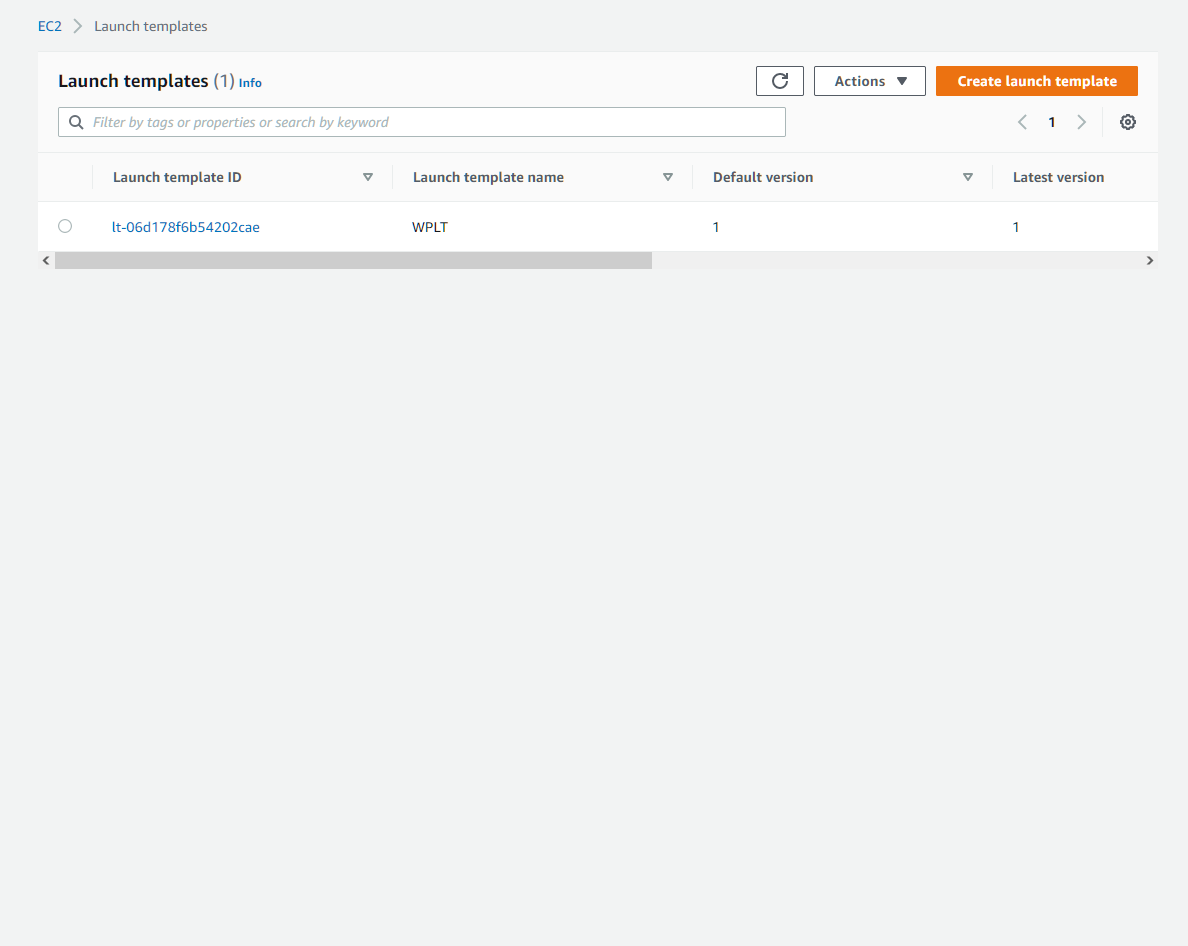 EC2 Launch templates
Launch templates (1) Info
Actions
Create launch template
Filter by tags or properties or search by keyword
1
Launch template ID Launch template name Default version Latest version
lt-06d178f6b54202cae WPLT 1 1